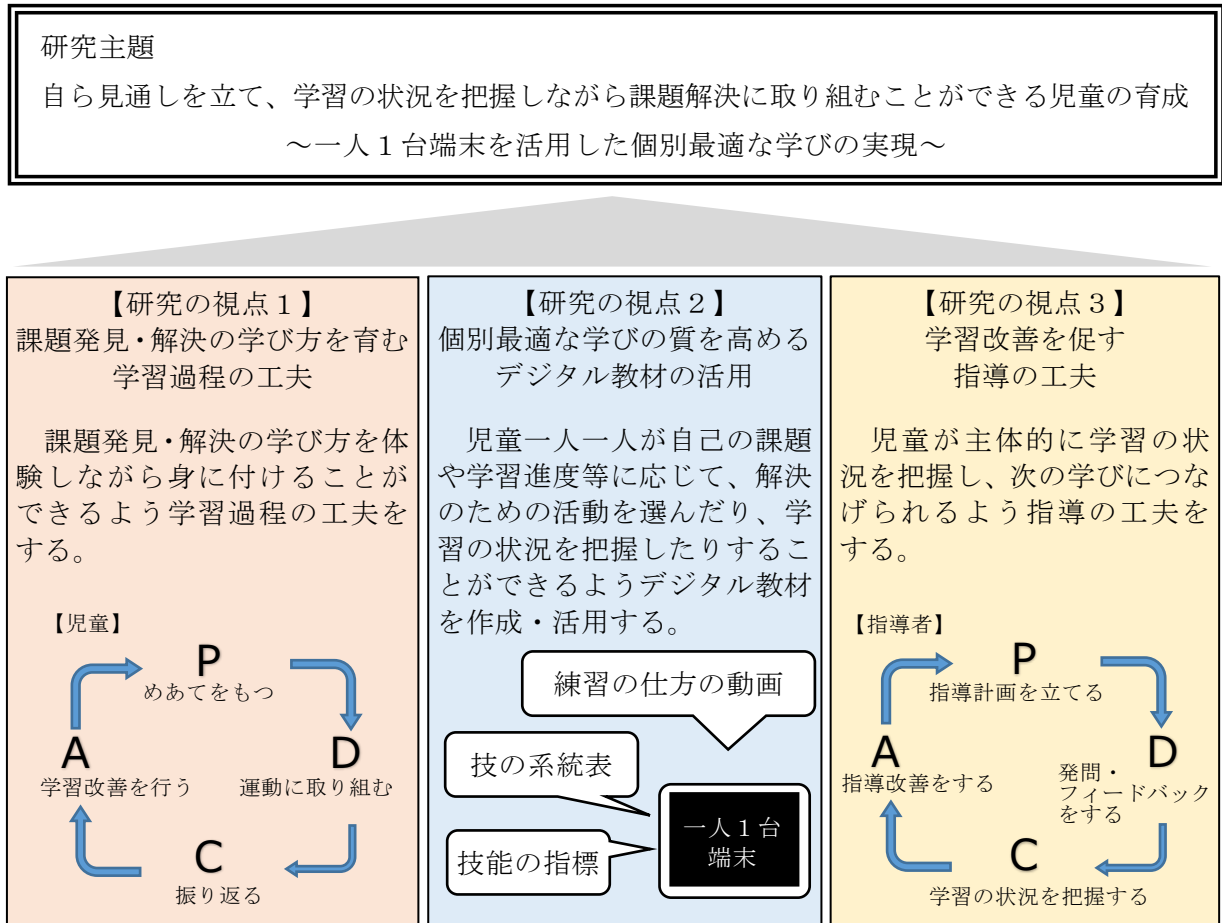 研究主題
自ら見通しを立て、学習の状況を把握しながら課題解決に取り組むことができる児童の育成
～一人１台端末を活用した個別最適な学びの実現～
【研究の視点１】
課題発見・解決の学び方を育む
学習過程の工夫
課題発見・解決の学び方を体
験しながら身に付けることが
できるよう学習過程の工夫を
する。
【児童】
P
めあてをもつ
D
運動に取り組む
C
振り返る
A
学習改善を行う
【研究の視点２】
個別最適な学びの質を高める
デジタル教材の活用
児童一人一人が自己の課題
や学習進度等に応じて、解決
のための活動を選んだり、学
習の状況を把握したりするこ
とができるようデジタル教材
を作成・活用する。
練習の仕方の動画
技の系統表
技能の指標
一人１台
端末
【研究の視点３】
学習改善を促す
指導の工夫
児童が主体的に学習の状
況を把握し、次の学びにつな
げられるよう指導の工夫を
する。
【指導者】
P
指導計画を立てる
D
発問・
フィードバック
をする
C
学習の状況を把握する
A
指導改善をする